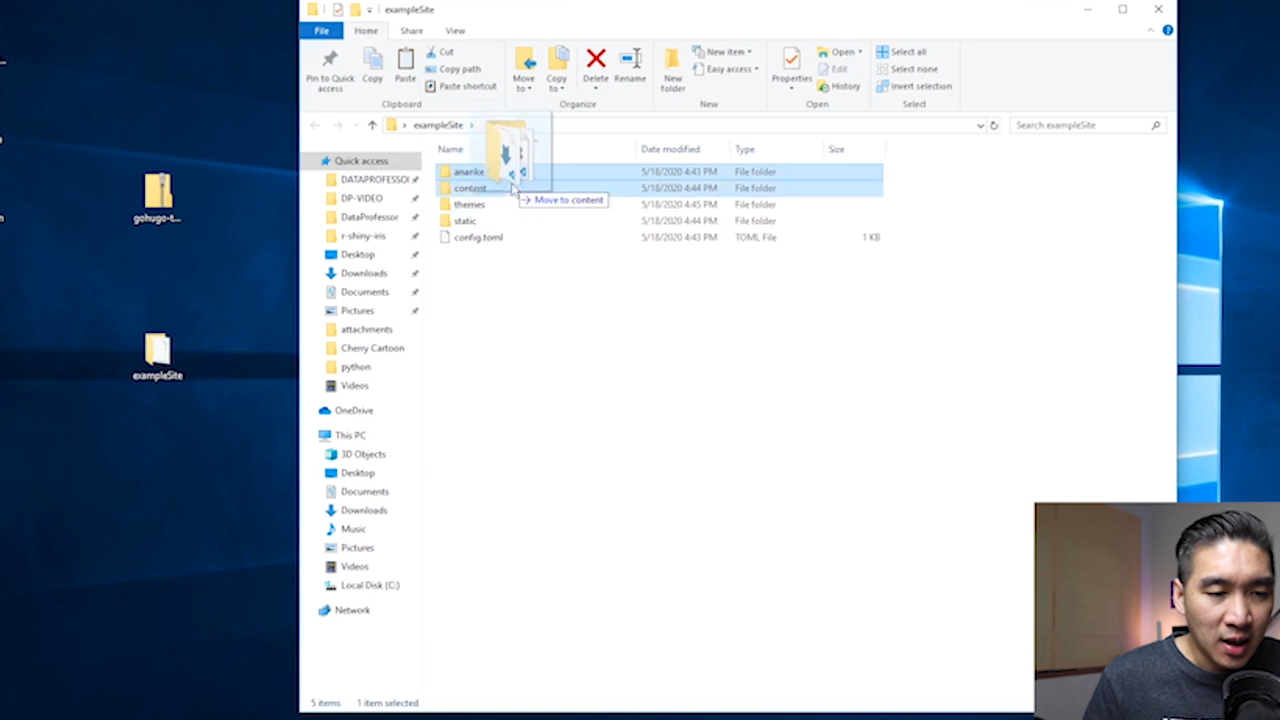 exampleSite
File
Home
Share
View
Pin to Quick access
Copy
Paste
Cut
Copy path
Paste shortcut
Clipboard
Move to
Copy to
Delete
Rename
Organize
New folder
New item
Easy access
New
Properties
Open
Edit
History
Open
Select all
Select none
Invert selection
Select
exampleSite
Search exampleSite
Name
Date modified
Type
Size
ananke 5/18/2020 4:43 PM File folder
content 5/18/2020 4:44 PM File folder
themes 5/18/2020 4:45 PM File folder
static 5/18/2020 4:44 PM File folder
config.toml 5/18/2020 4:43 PM TOML File 1 KB
Move to content
Quick access
DATAPROFESSO
DP-VIDEO
DataProfessor
r-shiny-iris
Desktop
Downloads
Documents
Pictures
attachments
Cherry Cartoon
python
Videos
OneDrive
This PC
3D Objects
Desktop
Documents
Downloads
Music
Pictures
Videos
Local Disk (C:)
Network
5 items 1 item selected
gohugo-t...
exampleSite